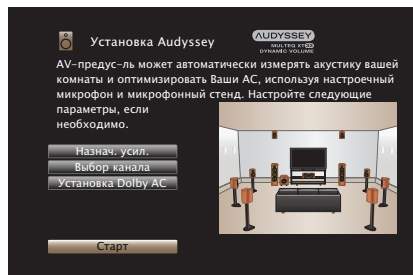 Установка Audyssey
AUDYSSEY
MULTEQ XT32
DYNAMIC VOLUME
AV-предус-ль может автоматически измерять акустику вашей
комнаты и оптимизировать Ваши АС, используя настроечный
микрофон и микрофонный стенд. Настройте следующие
параметры, если
необходимо.
Назнач. усил.
Выбор канала
Установка Dolby АС
Старт